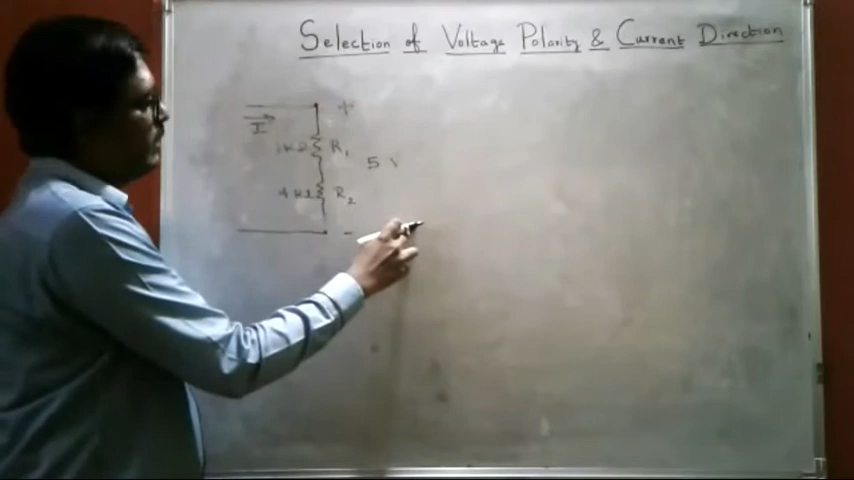 Selection of Voltage Polarity & Current Direction
+
I
1KΩ R₁
5 V
4KΩ R₂
-